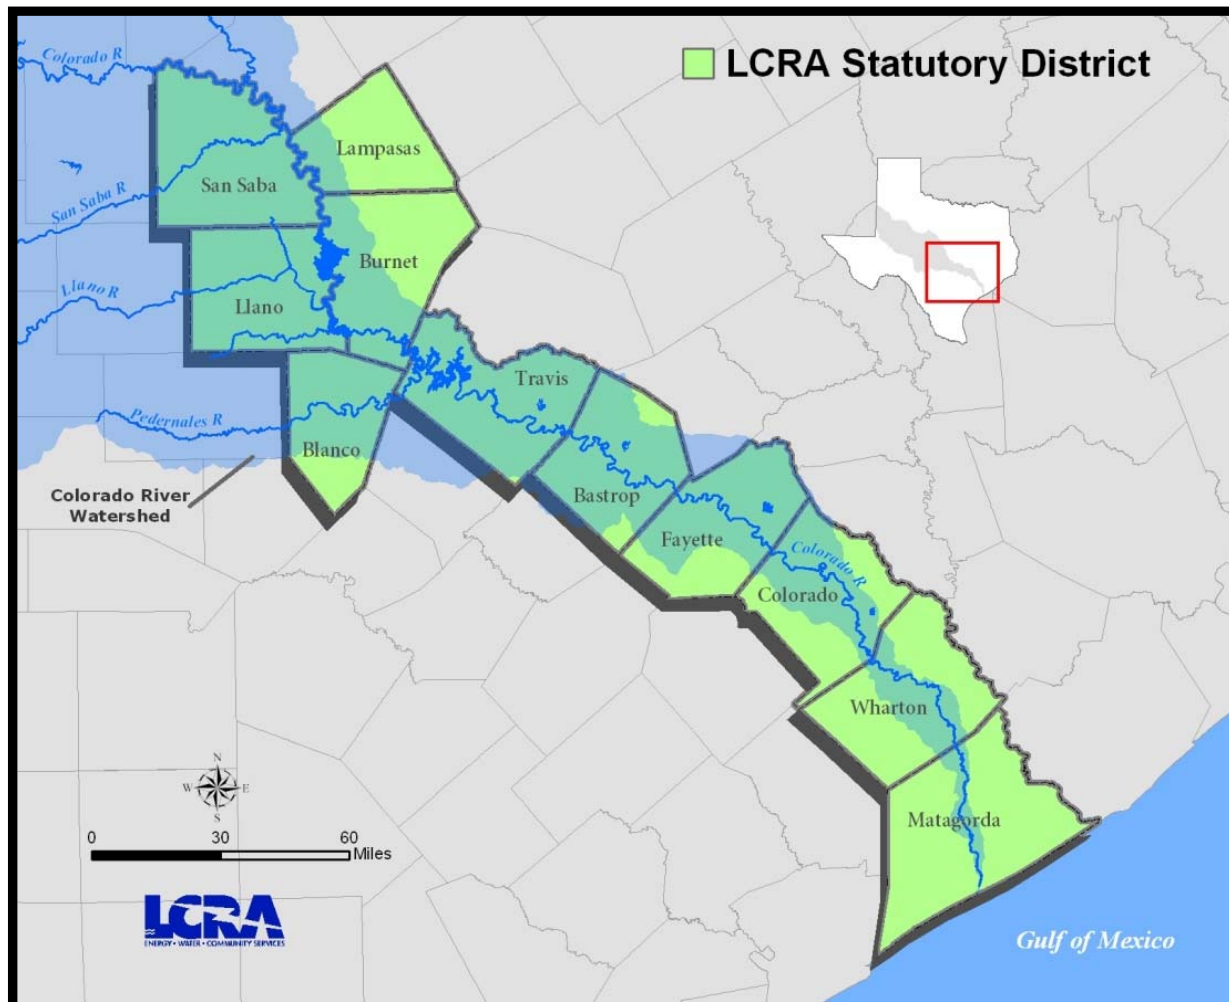 LCRA Statutory District
Colorado R
Lampasas
San Saba
San Saba R
Burnet
Llano R
Llano
Travis
Pedernales R
Blanco
Colorado River
Watershed
Bastrop
Fayette
Colorado R
Colorado
Wharton
Matagorda
N
W E
S
0 30 60
Miles
LCRA
ENERGY • WATER • COMMUNITY SERVICES
Gulf of Mexico